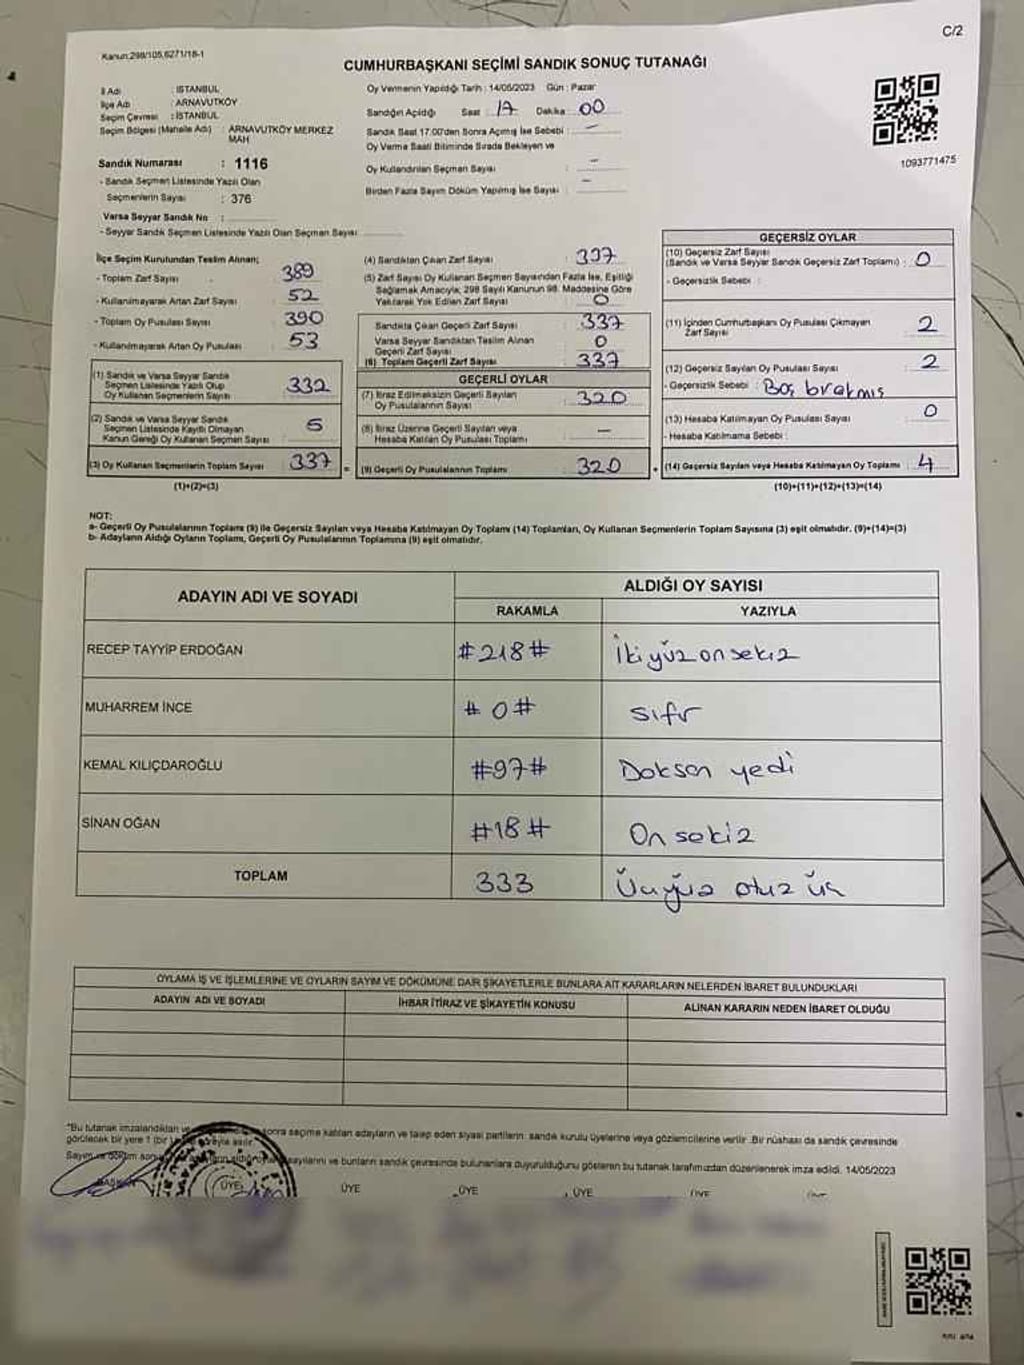 C/2
Kanun:298/105,6271/18-1
CUMHURBAŞKANI SEÇİMİ SANDIK SONUÇ TUTANAĞI
İl Adı : İSTANBUL
İlçe Adı : ARNAVUTKÖY
Seçim Çevresi : İSTANBUL
Seçim Bölgesi (Mahalle Adı) : ARNAVUTKÖY MERKEZ MAH
Sandık Numarası : 1116
- Sandık Seçmen Listesinde Yazılı Olan
Seçmenlerin Sayısı : 376
Varsa Seyyar Sandık No :
- Seyyar Sandık Seçmen Listesinde Yazılı Olan Seçmen Sayısı:
Oy Vermenin Yapıldığı Tarih : 14/05/2023 Gün : Pazar
Sandığın Açıldığı Saat : 17 Dakika : 00
Sandık Saat 17:00'den Sonra Açılmış İse Sebebi : -
Oy Verme Saati Bitiminde Sırada Bekleyen ve
Oy Kullandırılan Seçmen Sayısı : -
Birden Fazla Sayım Döküm Yapılmış İse Sayısı : -
1093771475
İlçe Seçim Kurulundan Teslim Alınan;
- Toplam Zarf Sayısı : 389
- Kullanılmayarak Artan Zarf Sayısı : 52
- Toplam Oy Pusulası Sayısı : 390
- Kullanılmayarak Artan Oy Pusulası : 53
(1) Sandık ve Varsa Seyyar Sandık
Seçmen Listesinde Yazılı Olup
Oy Kullanan Seçmenlerin Sayısı : 332
(2) Sandık ve Varsa Seyyar Sandık
Seçmen Listesinde Kayıtlı Olmayan
Kanun Gereği Oy Kullanan Seçmen Sayısı : 5
(3) Oy Kullanan Seçmenlerin Toplam Sayısı : 337
(1)+(2)=(3)
(4) Sandıktan Çıkan Zarf Sayısı : 337
(5) Zarf Sayısı Oy Kullanan Seçmen Sayısından Fazla İse, Eşitliği
Sağlamak Amacıyla; 298 Sayılı Kanunun 98. Maddesine Göre
Yakılarak Yok Edilen Zarf Sayısı : 0
Sandıkta Çıkan Geçerli Zarf Sayısı : 337
Varsa Seyyar Sandıktan Teslim Alınan
Geçerli Zarf Sayısı : 0
(6) Toplam Geçerli Zarf Sayısı : 337
GEÇERLİ OYLAR
(7) İtiraz Edilmeksizin Geçerli Sayılan
Oy Pusulalarının Sayısı : 320
(8) İtiraz Üzerine Geçerli Sayılan veya
Hesaba Katılan Oy Pusulaları Toplamı : —
(9) Geçerli Oy Pusulalarının Toplamı : 320
GEÇERSİZ OYLAR
(10) Geçersiz Zarf Sayısı
(Sandık ve Varsa Seyyar Sandık Geçersiz Zarf Toplamı) : 0
- Geçersizlik Sebebi :
(11) İçinden Cumhurbaşkanı Oy Pusulası Çıkmayan
Zarf Sayısı : 2
(12) Geçersiz Sayılan Oy Pusulası Sayısı : 2
- Geçersizlik Sebebi : Boş bırakmış
(13) Hesaba Katılmayan Oy Pusulası Sayısı : 0
- Hesaba Katılmama Sebebi :
(14) Geçersiz Sayılan veya Hesaba Katılmayan Oy Toplamı : 4
(10)+(11)+(12)+(13)=(14)
NOT:
a- Geçerli Oy Pusulalarının Toplamı (9) ile Geçersiz Sayılan veya Hesaba Katılmayan Oy Toplamı (14) Toplamları, Oy Kullanan Seçmenlerin Toplam Sayısına (3) eşit olmalıdır. (9)+(14)=(3)
b- Adayların Aldığı Oyların Toplamı, Geçerli Oy Pusulalarının Toplamına (9) eşit olmalıdır.
ADAYIN ADI VE SOYADI
ALDIĞI OY SAYISI
RAKAMLA YAZIYLA
RECEP TAYYİP ERDOĞAN #218# İkiyüzonsekiz
MUHARREM İNCE #0# sıfır
KEMAL KILIÇDAROĞLU #97# Doksan yedi
SİNAN OĞAN #18# On sekiz
TOPLAM 333 Üçyüz otuz üç
OYLAMA İŞ VE İŞLEMLERİNE VE OYLARIN SAYIM VE DÖKÜMÜNE DAİR ŞİKAYETLERLE BUNLARA AİT KARARLARIN NELERDEN İBARET BULUNDUKLARI
ADAYIN ADI VE SOYADI İHBAR İTİRAZ VE ŞİKAYETİN KONUSU ALINAN KARARIN NEDEN İBARET OLDUĞU
*Bu tutanak imzalandıktan ve sonra seçime katılan adayların ve talep eden siyasi partilerin sandık kurulu üyelerine veya gözlemcilerine verilir. Bir nüshası da sandık çevresinde
görülecek bir yere 1 (bir) süreyle asılır.
Sayım ve döküm sayılarını ve bunların sandık çevresinde bulunanlara duyurulduğunu gösteren bu tutanak tarafımızdan düzenlenerek imza edildi. 14/05/2023
BAŞKAN ÜYE ÜYE ÜYE ÜYE ÜYE